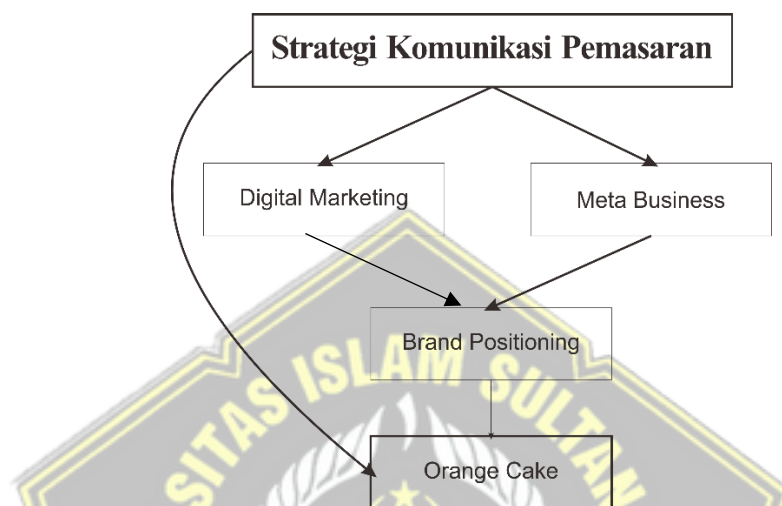 Strategi Komunikasi Pemasaran
Digital Marketing
Meta Business
Brand Positioning
SITAS ISLAM SULTAN
Orange Cake